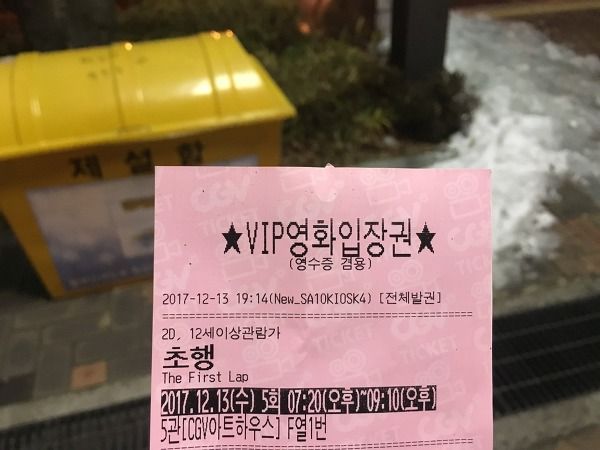 제설함
★VIP영화입장권★
(영수증 겸용)
2017-12-13 19:14(New_SA10KIOSK4) [전체발권]
2D, 12세이상관람가
초행
The First Lap
2017.12.13(수) 5회 07:20(오후)~09:10(오후)
5관[CGV아트하우스] F열1번
CGV
TICKET